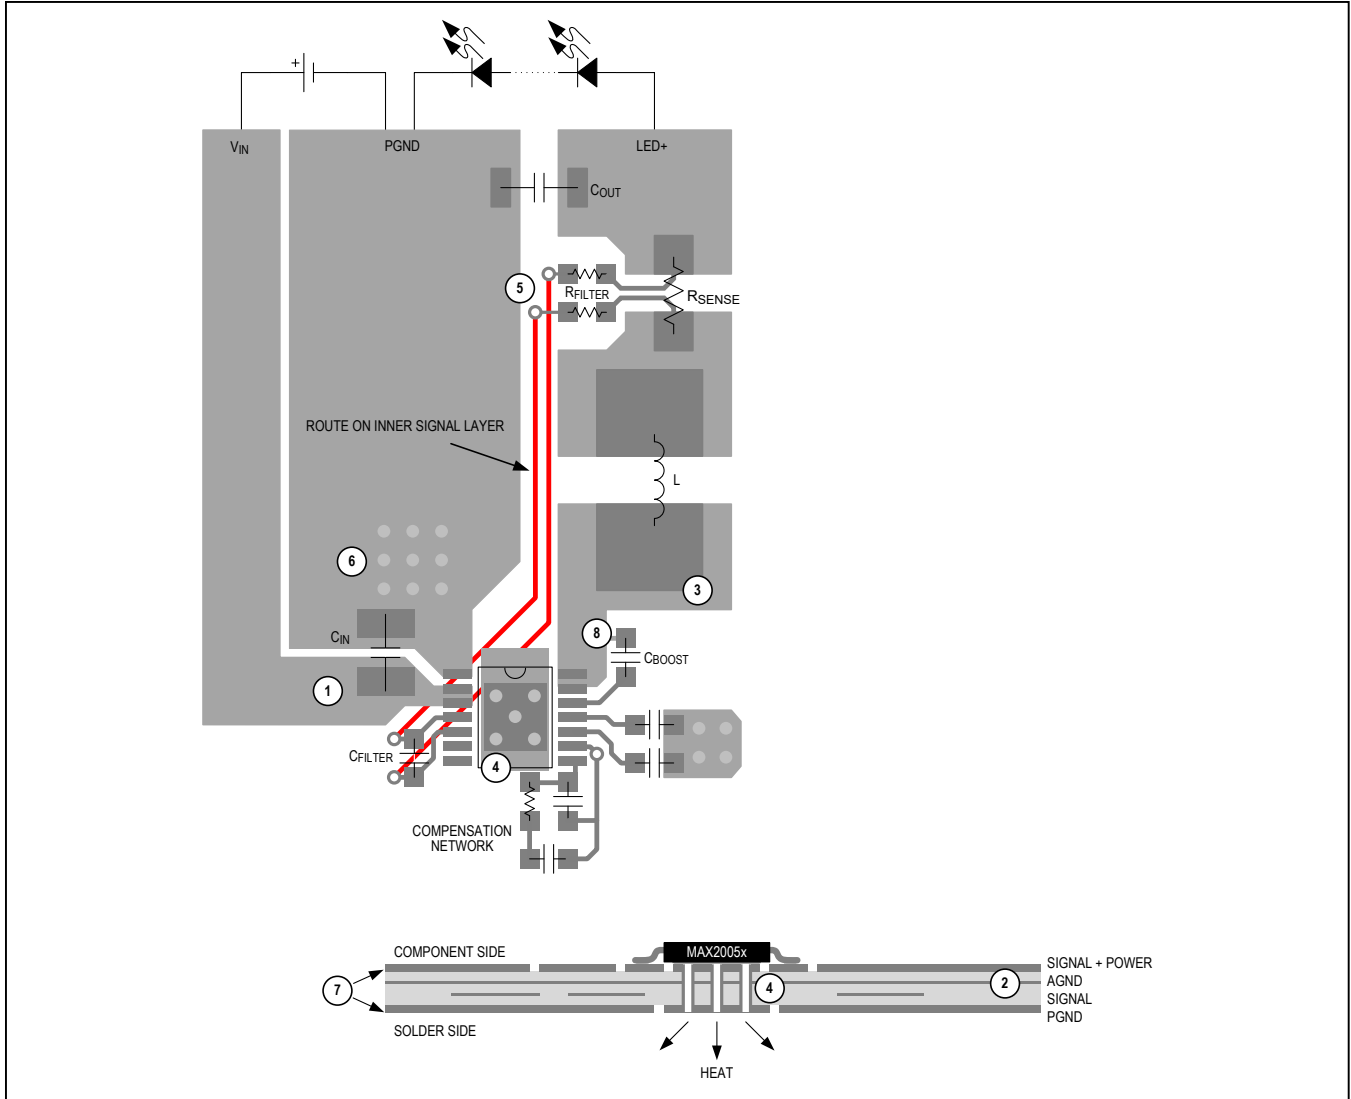 +
VIN
PGND
LED+
COUT
5
RFILTER
RSENSE
ROUTE ON INNER SIGNAL LAYER
L
6
3
CIN
8
CBOOST
1
CFILTER
4
COMPENSATION
NETWORK
COMPONENT SIDE
MAX2005x
SIGNAL + POWER
7
4
2
AGND
SIGNAL
PGND
SOLDER SIDE
HEAT